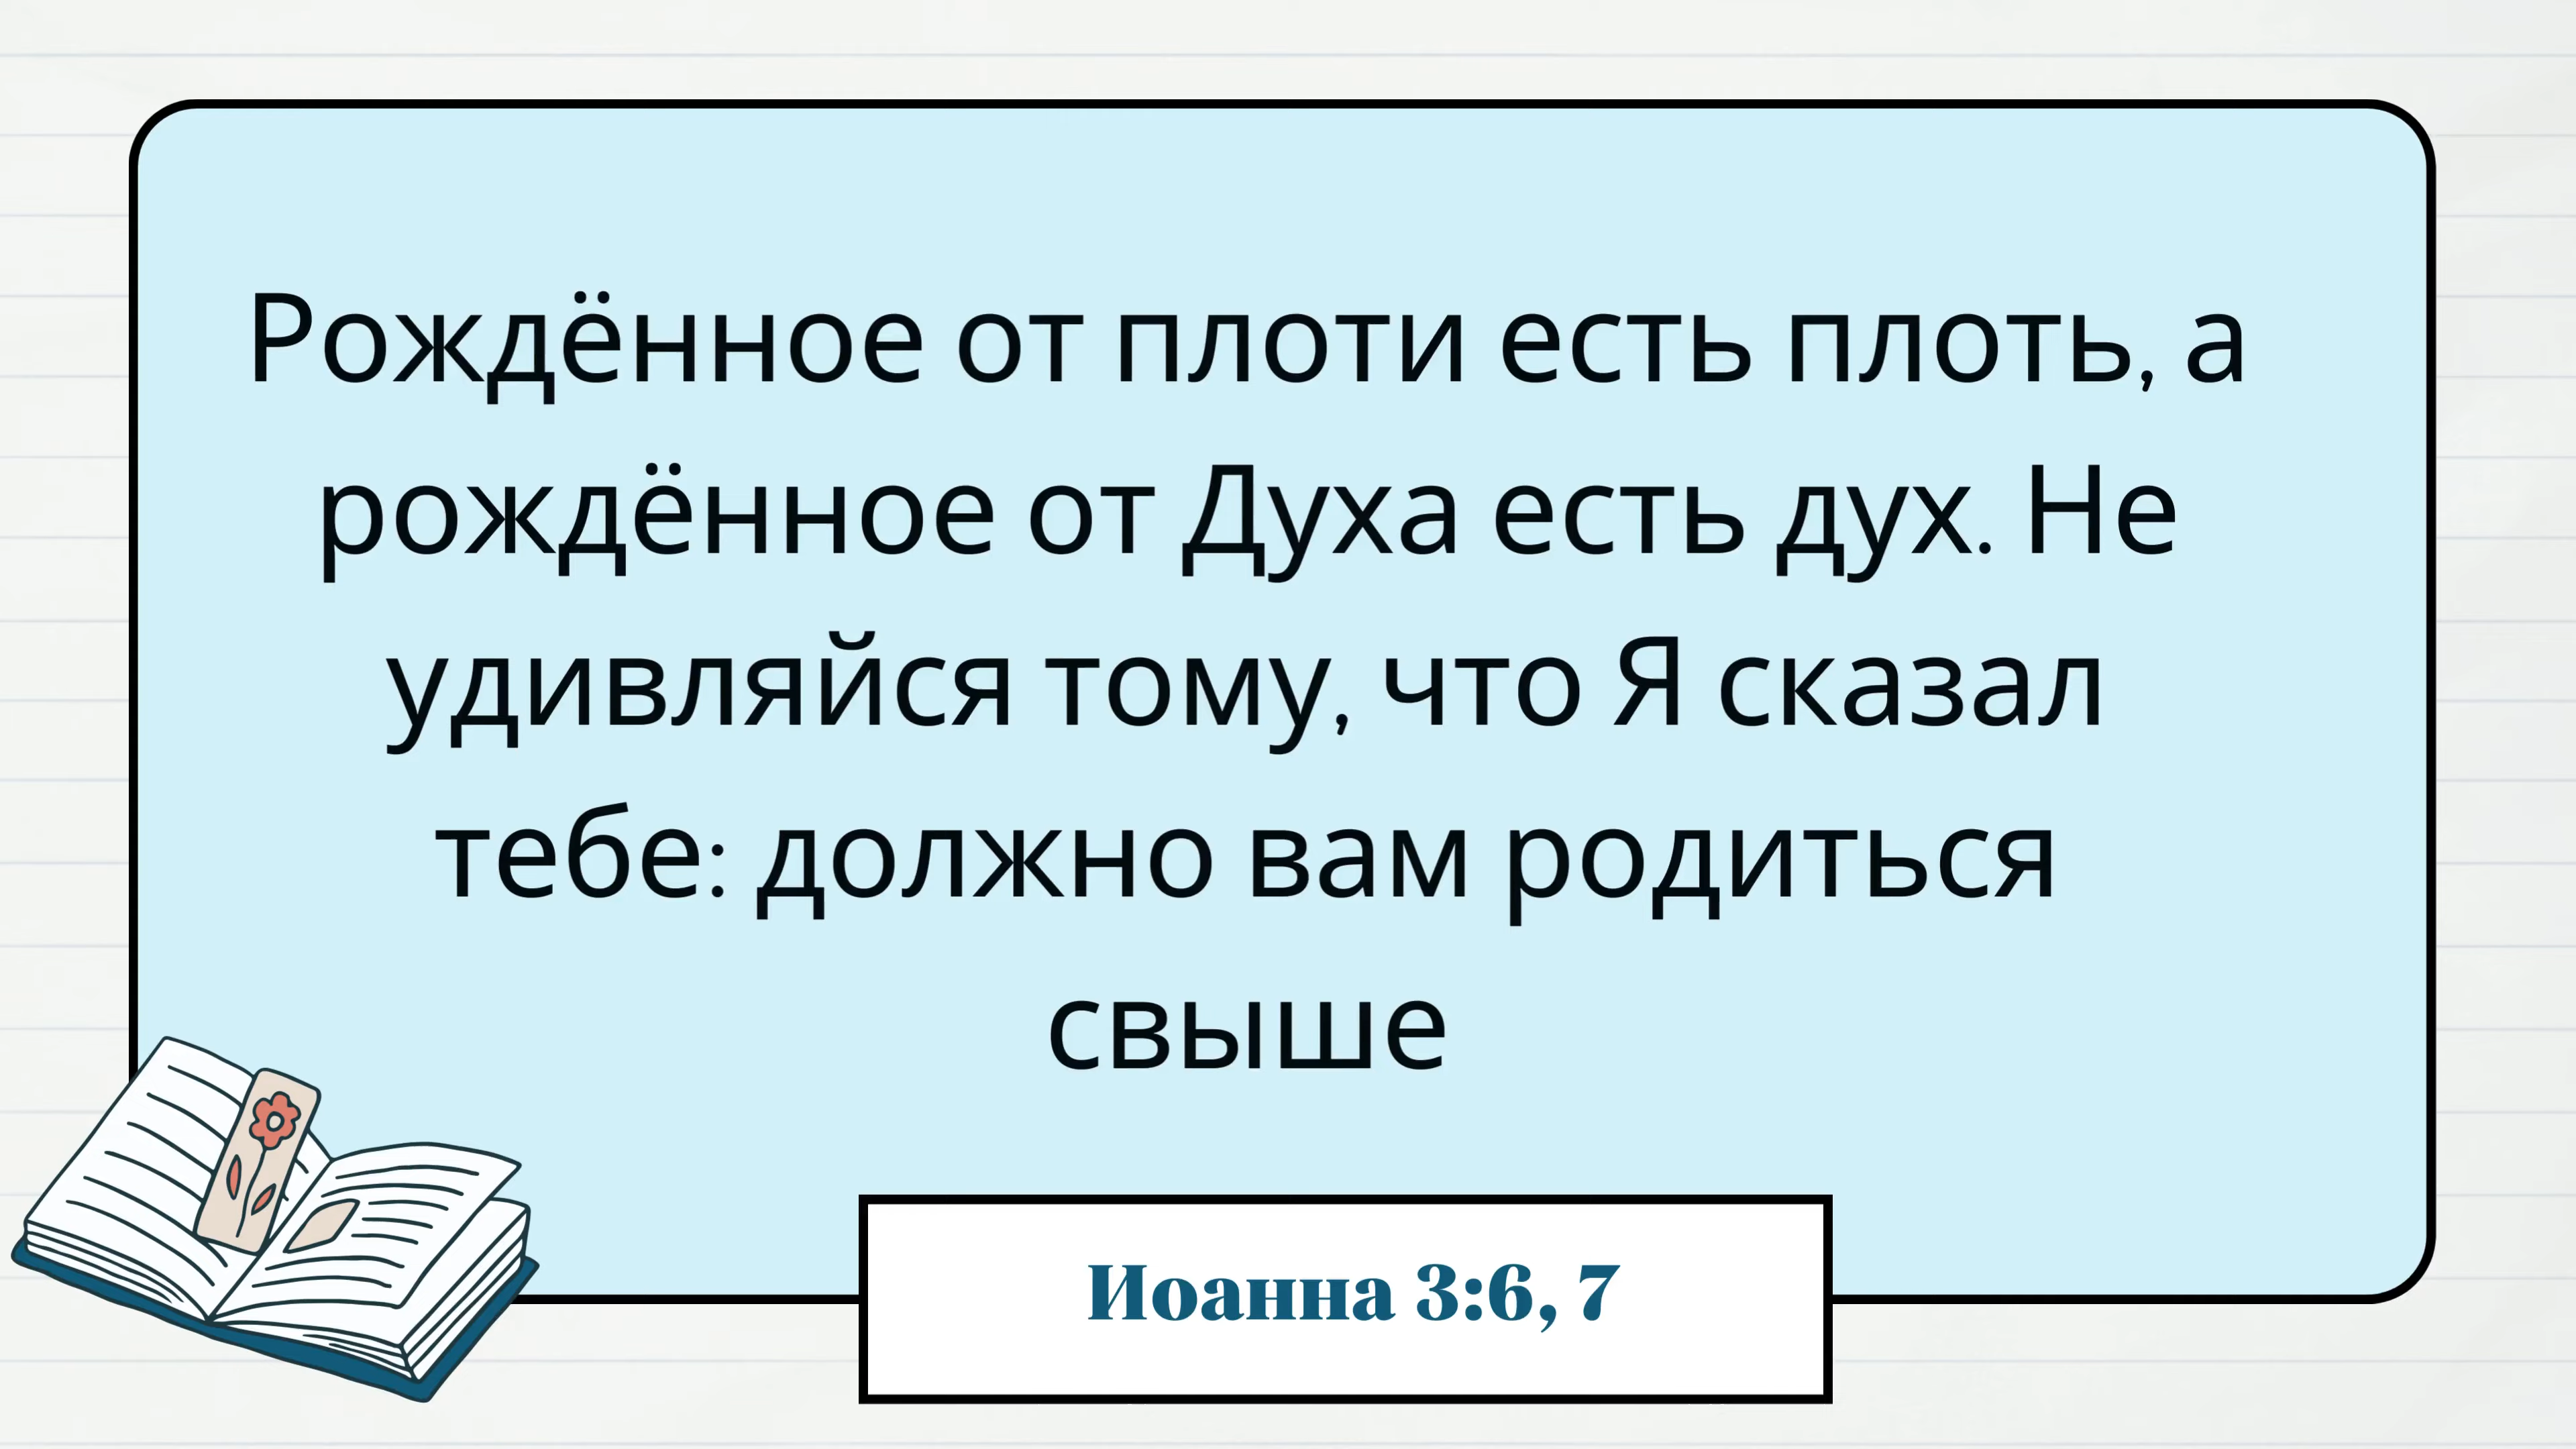 Рождённое от плоти есть плоть, а
рождённое от Духа есть дух. Не
удивляйся тому, что Я сказал
тебе: должно вам родиться
свыше
Иоанна 3:6, 7